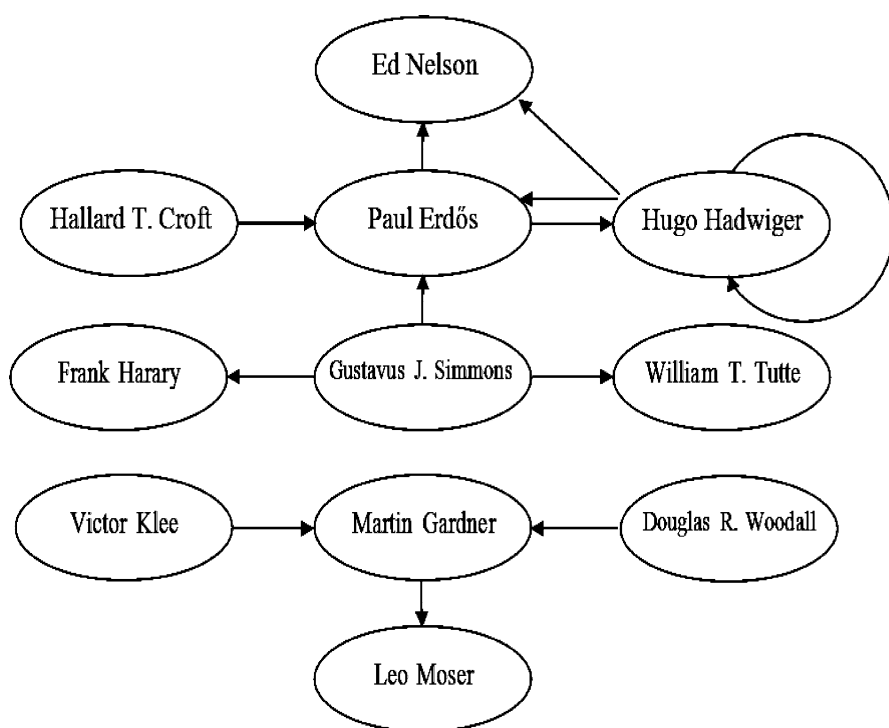 Ed Nelson
Hallard T. Croft
Paul Erdős
Hugo Hadwiger
Frank Harary
Gustavus J. Simmons
William T. Tutte
Victor Klee
Martin Gardner
Douglas R. Woodall
Leo Moser